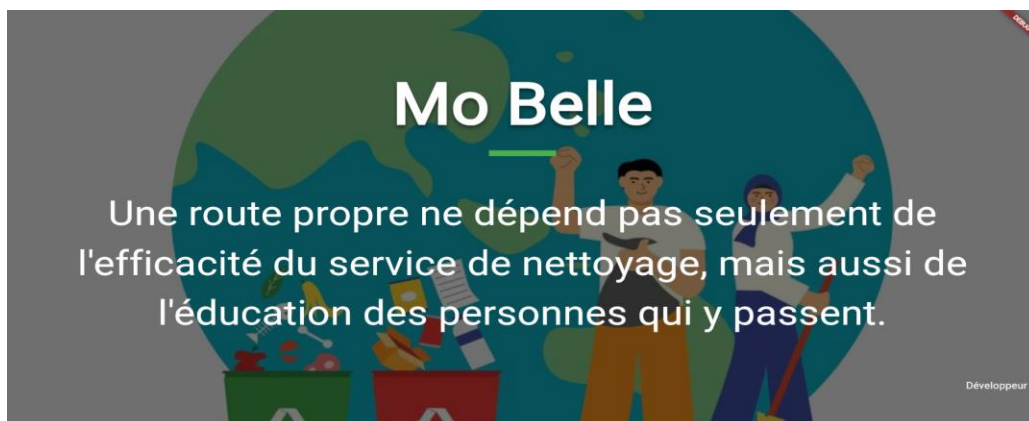 Mo Belle
Une route propre ne dépend pas seulement de
l'efficacité du service de nettoyage, mais aussi de
l'éducation des personnes qui y passent.
Développeur